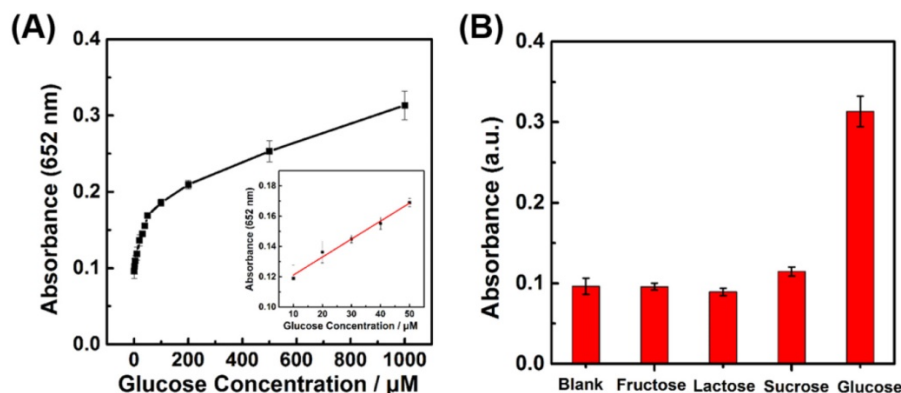 (A)
0.4
0.3
0.2
0.1
0.0
Absorbance (652 nm)
0 200 400 600 800 1000
Glucose Concentration / µM
0.18
0.16
0.14
0.12
0.10
Absorbance (652 nm)
10 20 30 40 50
Glucose Concentration / µM
(B)
0.4
0.3
0.2
0.1
0.0
Absorbance (a.u.)
Blank Fructose Lactose Sucrose Glucose